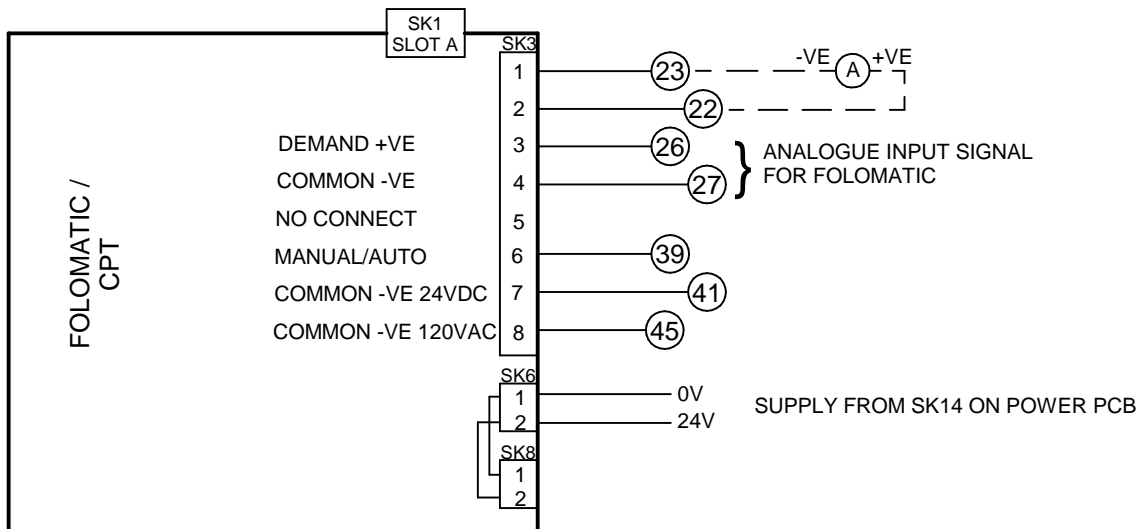 SK1
SLOT A
SK3
1
23
-VE
A
+VE
2
22
DEMAND +VE
3
26
ANALOGUE INPUT SIGNAL
FOR FOLOMATIC
COMMON -VE
4
27
NO CONNECT
5
MANUAL/AUTO
6
39
COMMON -VE 24VDC
7
41
COMMON -VE 120VAC
8
45
FOLOMATIC /
CPT
SK6
1
0V
2
24V
SUPPLY FROM SK14 ON POWER PCB
SK8
1
2